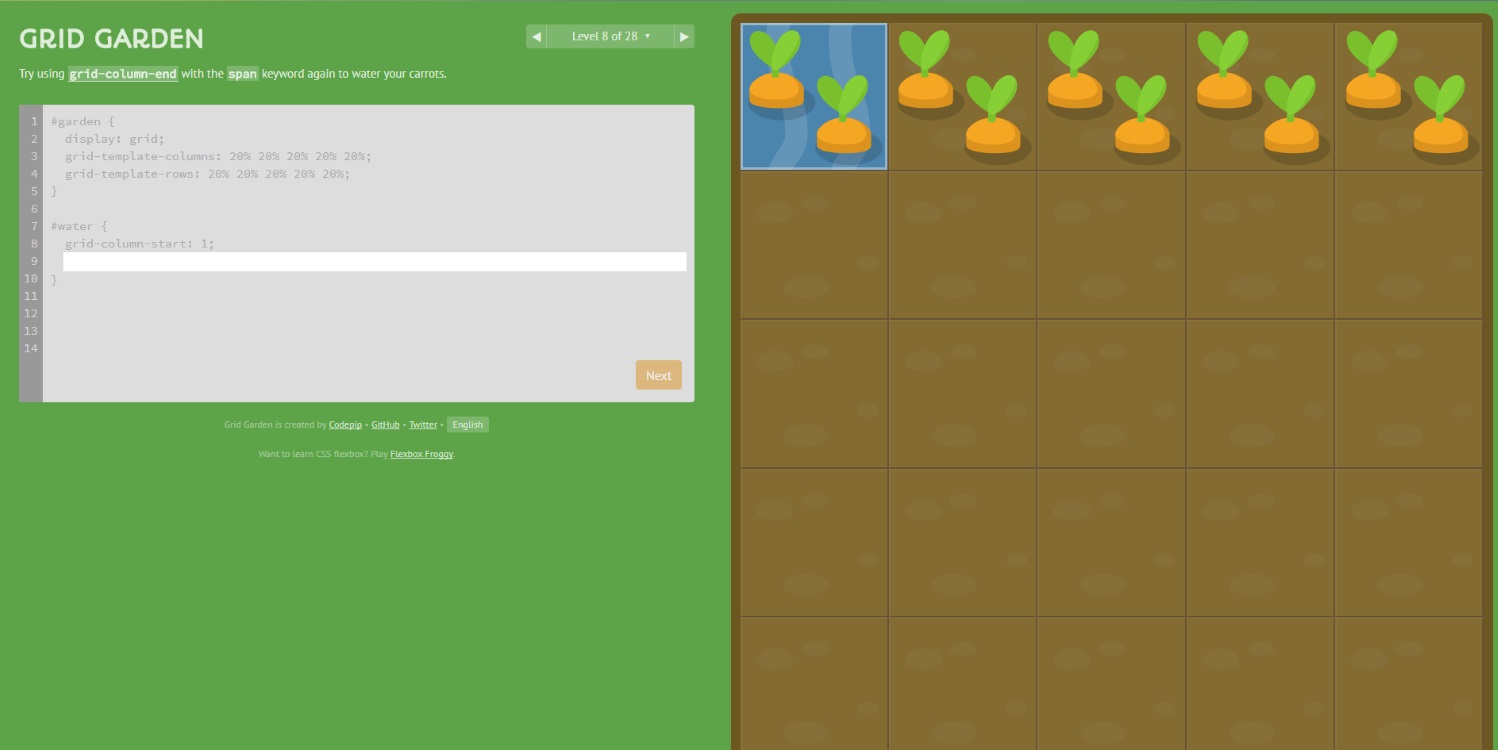 GRID GARDEN
◀ Level 8 of 28 ▾ ▶
Try using grid-column-end with the span keyword again to water your carrots.
1 #garden {
2 display: grid;
3 grid-template-columns: 20% 20% 20% 20% 20%;
4 grid-template-rows: 20% 20% 20% 20% 20%;
5 }
6
7 #water {
8 grid-column-start: 1;
9
10 }
11
12
13
14
Next
Grid Garden is created by Codepip • GitHub • Twitter • English
Want to learn CSS flexbox? Play Flexbox Froggy.